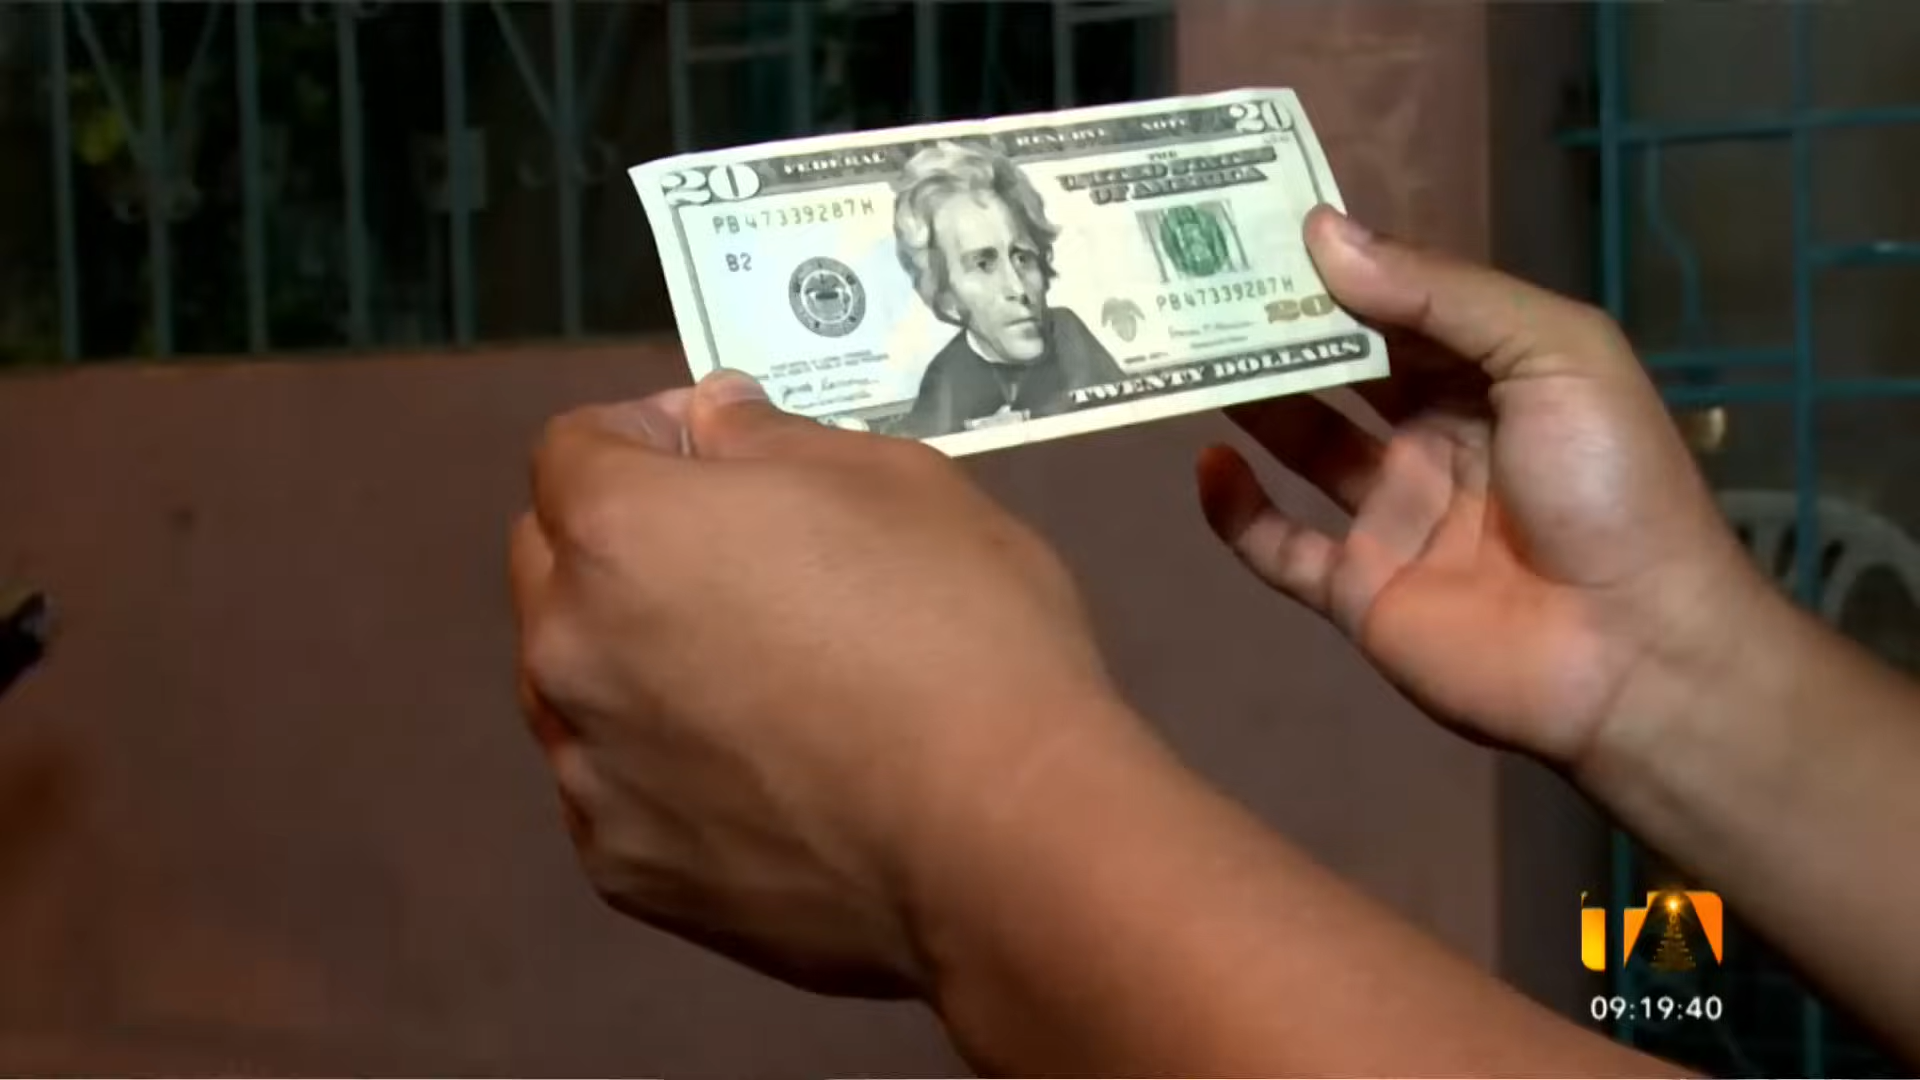 FEDERAL RESERVE NOTE
20
20
THE
UNITED STATES
OF AMERICA
PB 47339287 H
B2
PB 47339287 H
20
TWENTY DOLLARS
09:19:40